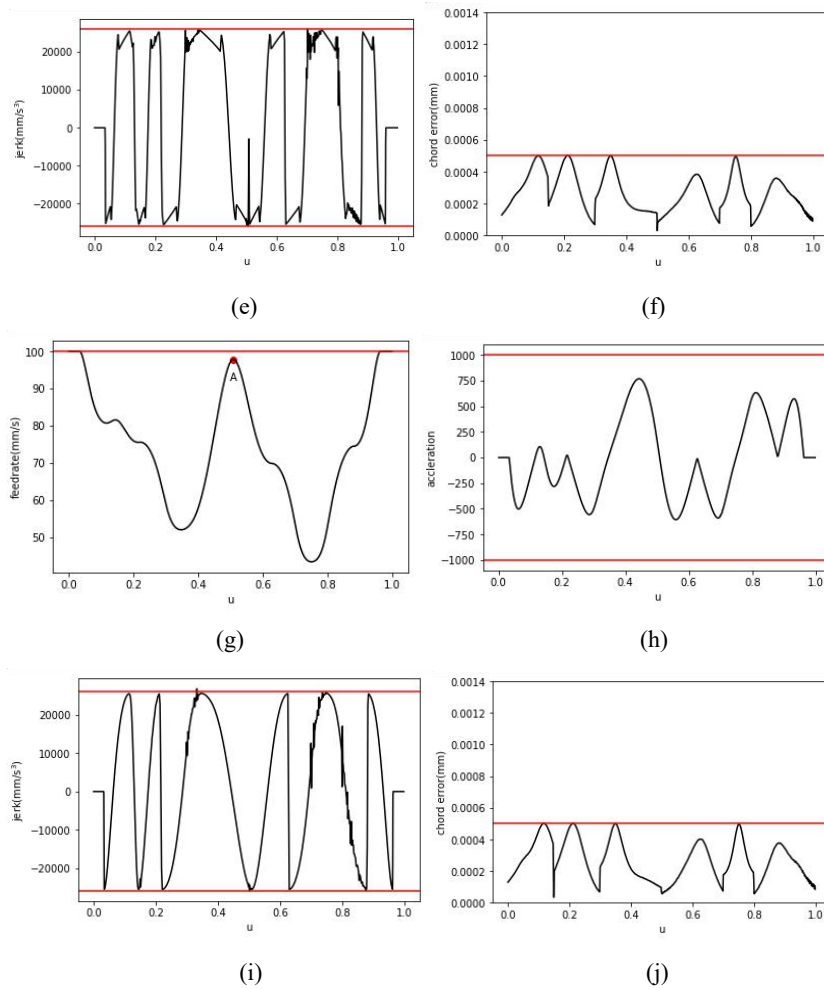 jerk(mm/s³)
20000
10000
0
−10000
−20000
0.0 0.2 0.4 0.6 0.8 1.0
u
(e)
chord error(mm)
0.0014
0.0012
0.0010
0.0008
0.0006
0.0004
0.0002
0.0000
0.0 0.2 0.4 0.6 0.8 1.0
u
(f)
feedrate(mm/s)
100
90
80
70
60
50
A
0.0 0.2 0.4 0.6 0.8 1.0
u
(g)
accleration
1000
750
500
250
0
−250
−500
−750
−1000
0.0 0.2 0.4 0.6 0.8 1.0
u
(h)
jerk(mm/s³)
20000
10000
0
−10000
−20000
0.0 0.2 0.4 0.6 0.8 1.0
u
(i)
chord error(mm)
0.0014
0.0012
0.0010
0.0008
0.0006
0.0004
0.0002
0.0000
0.0 0.2 0.4 0.6 0.8 1.0
u
(j)